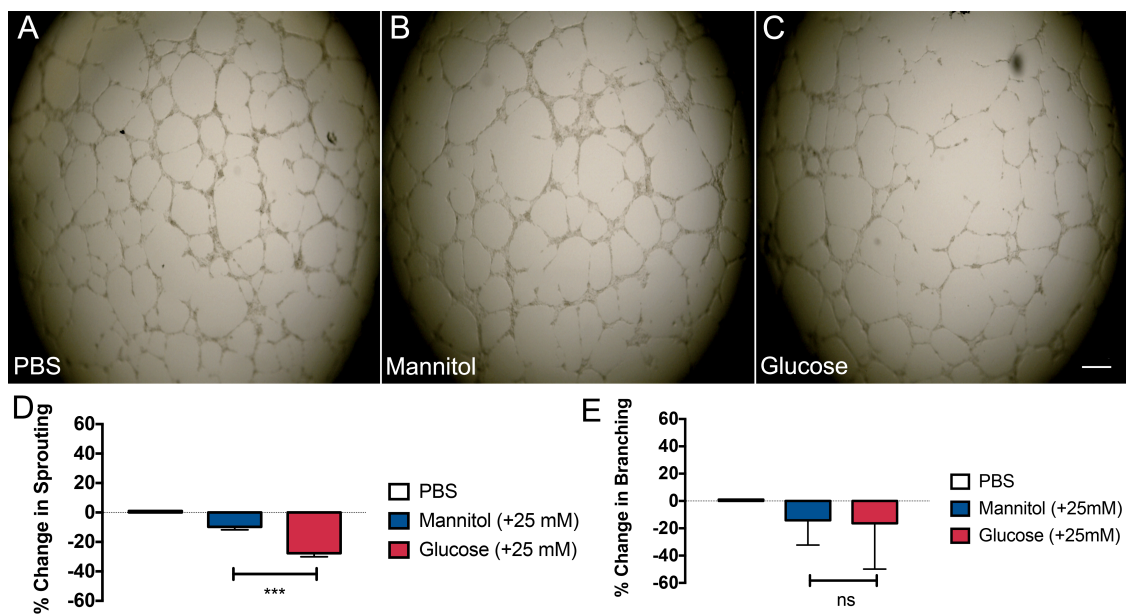 A
B
C
PBS
Mannitol
Glucose
D
% Change in Sprouting
60
40
20
0
-20
-40
-60
***
PBS
Mannitol (+25 mM)
Glucose (+25 mM)
E
% Change in Branching
60
40
20
0
-20
-40
-60
ns
PBS
Mannitol (+25mM)
Glucose (+25mM)